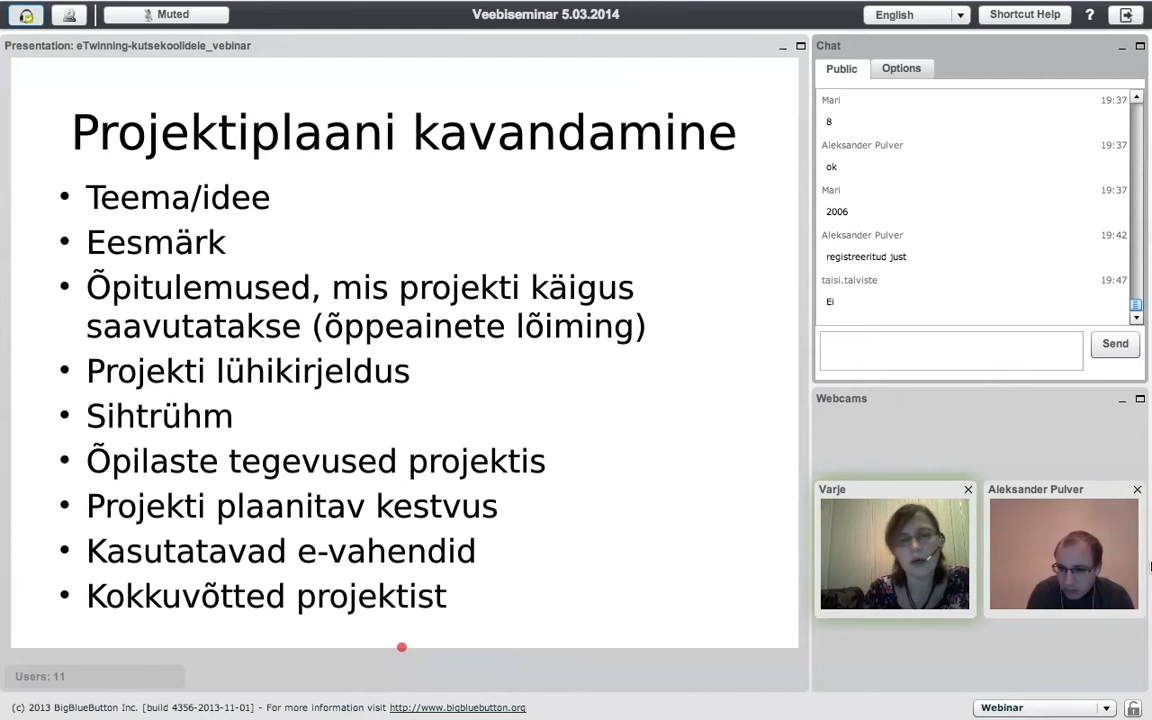 Muted
Veebiseminar 5.03.2014
English
Shortcut Help
?
Presentation: eTwinning-kutsekoolidele_vebinar
Projektiplaani kavandamine
• Teema/idee
• Eesmärk
• Õpitulemused, mis projekti käigus
saavutatakse (õppeainete lõiming)
• Projekti lühikirjeldus
• Sihtrühm
• Õpilaste tegevused projektis
• Projekti plaanitav kestvus
• Kasutatavad e-vahendid
• Kokkuvõtted projektist
Users: 11
Chat
Public Options
Mari 19:37
8
Aleksander Pulver 19:37
ok
Mari 19:37
2006
Aleksander Pulver 19:42
registreeritud just
taisi.talviste 19:47
Ei
Send
Webcams
Varje
Aleksander Pulver
(c) 2013 BigBlueButton Inc. [build 4356-2013-11-01] - For more information visit http://www.bigbluebutton.org
Webinar